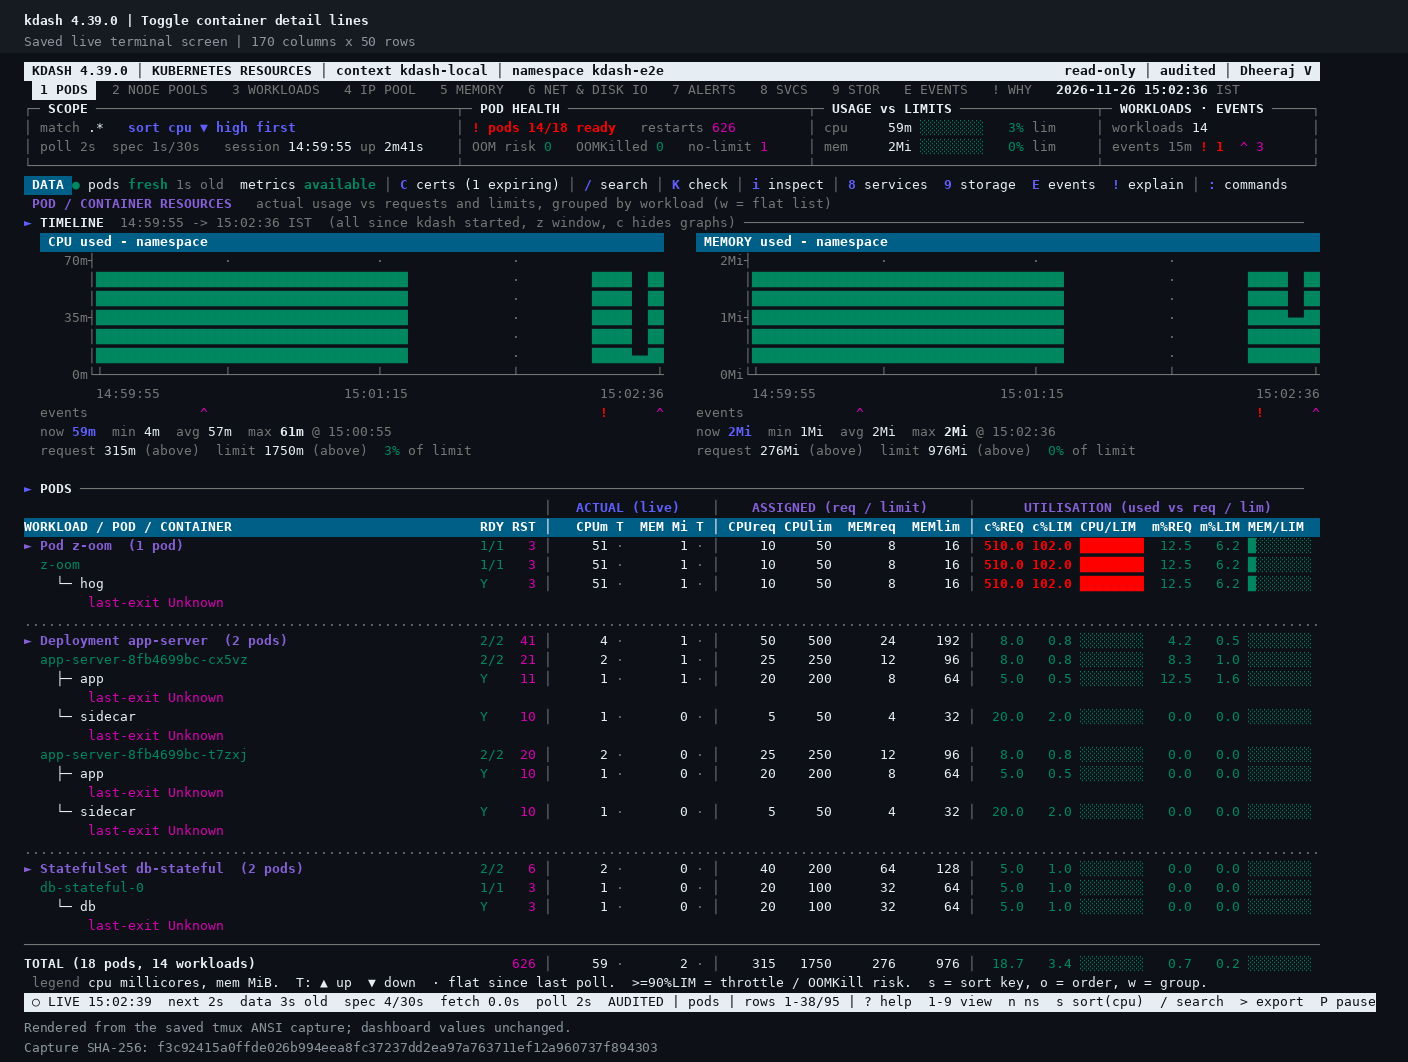 kdash 4.39.0 | Toggle container detail lines
Saved live terminal screen | 170 columns x 50 rows
KDASH 4.39.0 │ KUBERNETES RESOURCES │ context kdash-local │ namespace kdash-e2e read-only │ audited │ Dheeraj V
1 PODS 2 NODE POOLS 3 WORKLOADS 4 IP POOL 5 MEMORY 6 NET & DISK IO 7 ALERTS 8 SVCS 9 STOR E EVENTS ! WHY 2026-11-26 15:02:36 IST
SCOPE POD HEALTH USAGE vs LIMITS WORKLOADS · EVENTS
match .* sort cpu ▼ high first │ ! pods 14/18 ready restarts 626 │ cpu 59m ░░░░░░░░ 3% lim │ workloads 14
poll 2s spec 1s/30s session 14:59:55 up 2m41s │ OOM risk 0 OOMKilled 0 no-limit 1 │ mem 2Mi ░░░░░░░░ 0% lim │ events 15m ! 1 ^ 3
DATA ● pods fresh 1s old metrics available │ C certs (1 expiring) │ / search │ K check │ i inspect │ 8 services 9 storage E events ! explain │ : commands
POD / CONTAINER RESOURCES actual usage vs requests and limits, grouped by workload (w = flat list)
► TIMELINE 14:59:55 -> 15:02:36 IST (all since kdash started, z window, c hides graphs)
CPU used - namespace MEMORY used - namespace
70m 2Mi
35m 1Mi
0m 0Mi
14:59:55 15:01:15 15:02:36 14:59:55 15:01:15 15:02:36
events ^ ! ^ events ^ ! ^
now 59m min 4m avg 57m max 61m @ 15:00:55 now 2Mi min 1Mi avg 2Mi max 2Mi @ 15:02:36
request 315m (above) limit 1750m (above) 3% of limit request 276Mi (above) limit 976Mi (above) 0% of limit
► PODS
│ ACTUAL (live) │ ASSIGNED (req / limit) │ UTILISATION (used vs req / lim)
WORKLOAD / POD / CONTAINER RDY RST │ CPUm T MEM Mi T │ CPUreq CPUlim MEMreq MEMlim │ c%REQ c%LIM CPU/LIM m%REQ m%LIM MEM/LIM
► Pod z-oom (1 pod) 1/1 3 │ 51 · 1 · │ 10 50 8 16 │ 510.0 102.0 ████████ 12.5 6.2 █░░░░░░░
z-oom 1/1 3 │ 51 · 1 · │ 10 50 8 16 │ 510.0 102.0 ████████ 12.5 6.2 █░░░░░░░
└─ hog Y 3 │ 51 · 1 · │ 10 50 8 16 │ 510.0 102.0 ████████ 12.5 6.2 █░░░░░░░
last-exit Unknown
► Deployment app-server (2 pods) 2/2 41 │ 4 · 1 · │ 50 500 24 192 │ 8.0 0.8 ░░░░░░░░ 4.2 0.5 ░░░░░░░░
app-server-8fb4699bc-cx5vz 2/2 21 │ 2 · 1 · │ 25 250 12 96 │ 8.0 0.8 ░░░░░░░░ 8.3 1.0 ░░░░░░░░
├─ app Y 11 │ 1 · 1 · │ 20 200 8 64 │ 5.0 0.5 ░░░░░░░░ 12.5 1.6 ░░░░░░░░
last-exit Unknown
└─ sidecar Y 10 │ 1 · 0 · │ 5 50 4 32 │ 20.0 2.0 ░░░░░░░░ 0.0 0.0 ░░░░░░░░
last-exit Unknown
app-server-8fb4699bc-t7zxj 2/2 20 │ 2 · 0 · │ 25 250 12 96 │ 8.0 0.8 ░░░░░░░░ 0.0 0.0 ░░░░░░░░
├─ app Y 10 │ 1 · 0 · │ 20 200 8 64 │ 5.0 0.5 ░░░░░░░░ 0.0 0.0 ░░░░░░░░
last-exit Unknown
└─ sidecar Y 10 │ 1 · 0 · │ 5 50 4 32 │ 20.0 2.0 ░░░░░░░░ 0.0 0.0 ░░░░░░░░
last-exit Unknown
► StatefulSet db-stateful (2 pods) 2/2 6 │ 2 · 0 · │ 40 200 64 128 │ 5.0 1.0 ░░░░░░░░ 0.0 0.0 ░░░░░░░░
db-stateful-0 1/1 3 │ 1 · 0 · │ 20 100 32 64 │ 5.0 1.0 ░░░░░░░░ 0.0 0.0 ░░░░░░░░
└─ db Y 3 │ 1 · 0 · │ 20 100 32 64 │ 5.0 1.0 ░░░░░░░░ 0.0 0.0 ░░░░░░░░
last-exit Unknown
TOTAL (18 pods, 14 workloads) 626 │ 59 · 2 · │ 315 1750 276 976 │ 18.7 3.4 ░░░░░░░░ 0.7 0.2 ░░░░░░░░
legend cpu millicores, mem MiB. T: ▲ up ▼ down · flat since last poll. >=90%LIM = throttle / OOMKill risk. s = sort key, o = order, w = group.
○ LIVE 15:02:39 next 2s data 3s old spec 4/30s fetch 0.0s poll 2s AUDITED | pods | rows 1-38/95 | ? help 1-9 view n ns s sort(cpu) / search > export P pause
Rendered from the saved tmux ANSI capture; dashboard values unchanged.
Capture SHA-256: f3c92415a0ffde026b994eea8fc37237dd2ea97a763711ef12a960737f894303